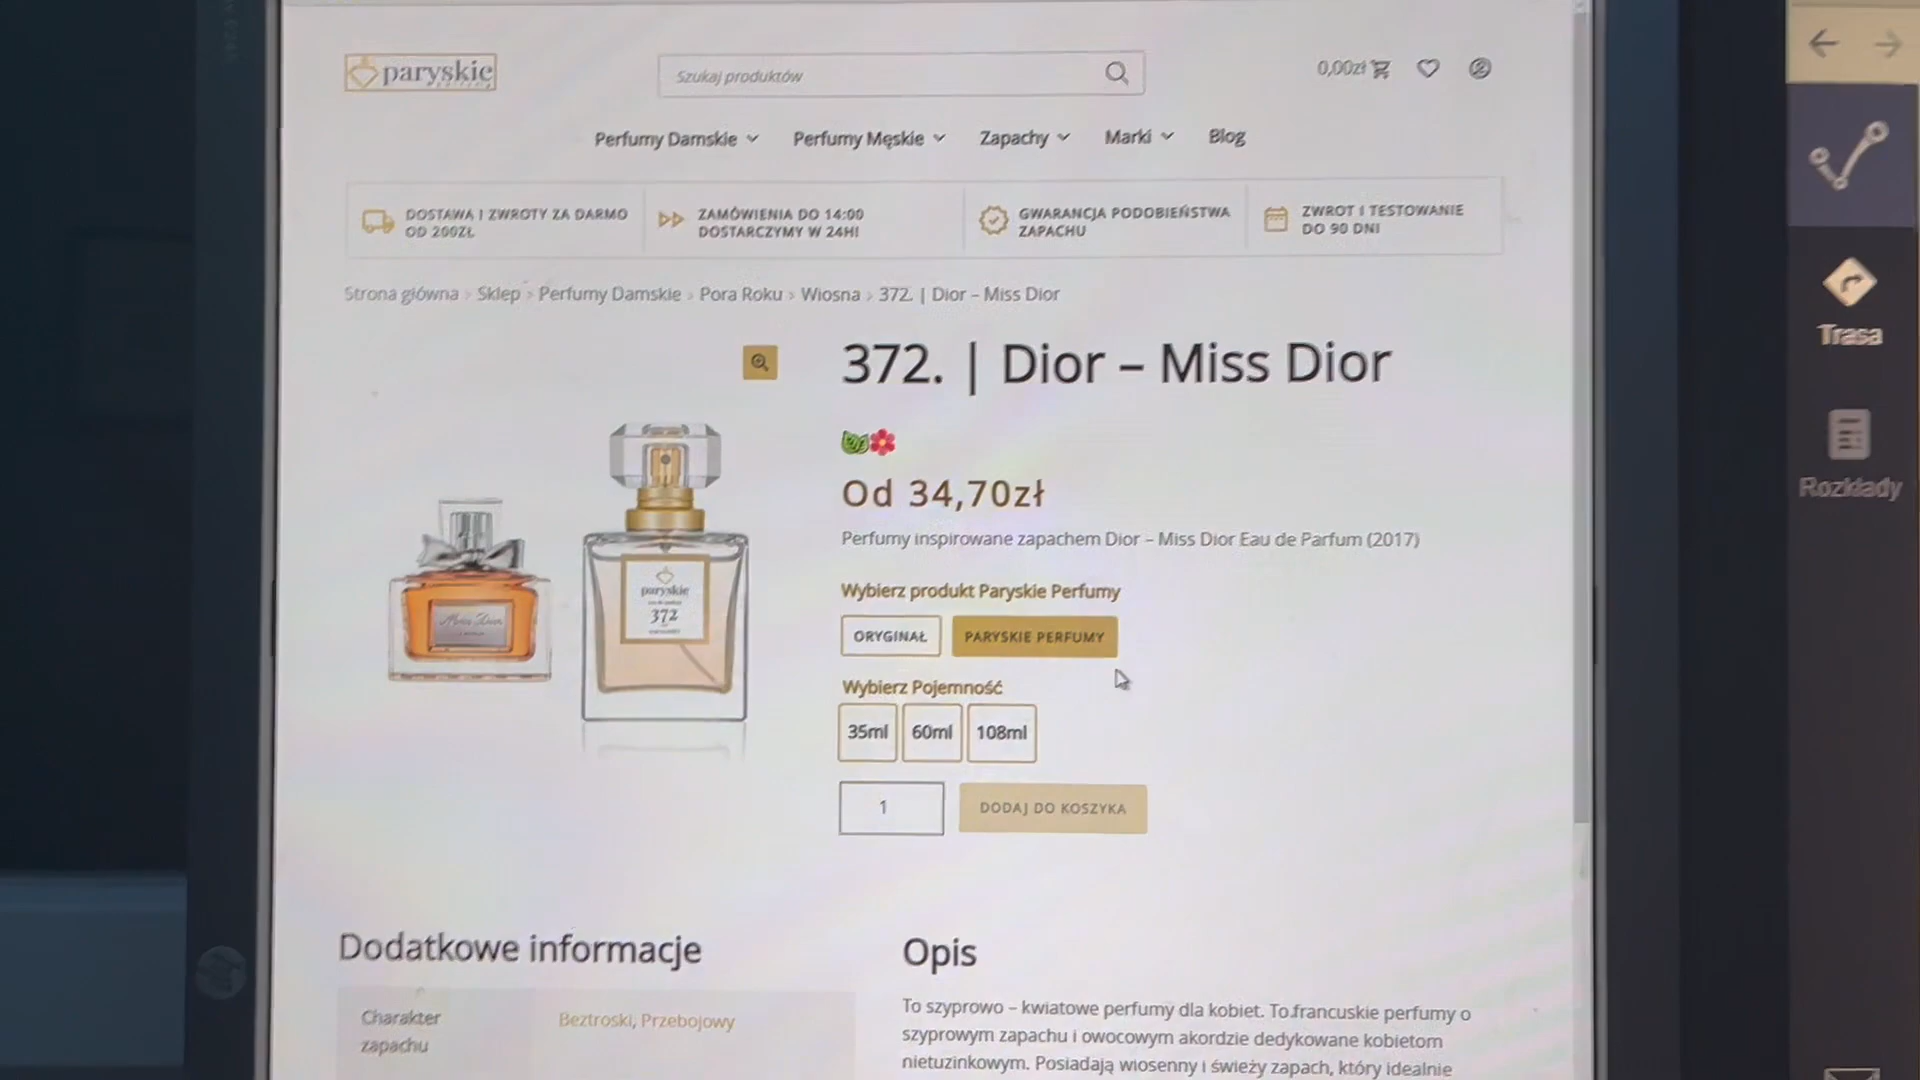 paryskie
Szukaj produktów
0,00zł
Perfumy Damskie
Perfumy Męskie
Zapachy
Marki
Blog
DOSTAWA I ZWROTY ZA DARMO
OD 200ZŁ
ZAMÓWIENIA DO 14:00
DOSTARCZYMY W 24H!
GWARANCJA PODOBIEŃSTWA
ZAPACHU
ZWROT I TESTOWANIE
DO 90 DNI
Strona główna › Sklep › Perfumy Damskie › Pora Roku › Wiosna › 372. | Dior – Miss Dior
372. | Dior – Miss Dior
Od 34,70zł
Perfumy inspirowane zapachem Dior – Miss Dior Eau de Parfum (2017)
Wybierz produkt Paryskie Perfumy
ORYGINAŁ
PARYSKIE PERFUMY
Wybierz Pojemność
35ml
60ml
108ml
1
DODAJ DO KOSZYKA
Miss Dior
paryskie
372
Dodatkowe informacje
Charakter
zapachu
Beztroski, Przebojowy
Opis
To szyprowo – kwiatowe perfumy dla kobiet. To francuskie perfumy o
szyprowym zapachu i owocowym akordzie dedykowane kobietom
nietuzinkowym. Posiadają wiosenny i świeży zapach, który idealnie
Trasa
Rozkłady